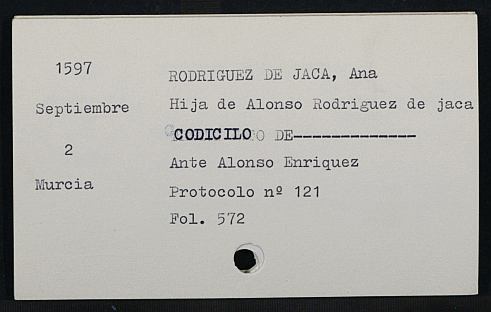 1597
Septiembre
2
Murcia
RODRIGUEZ DE JACA, Ana
Hija de Alonso Rodriguez de jaca
CODICILO O DE-------------
Ante Alonso Enriquez
Protocolo nº 121
Fol. 572